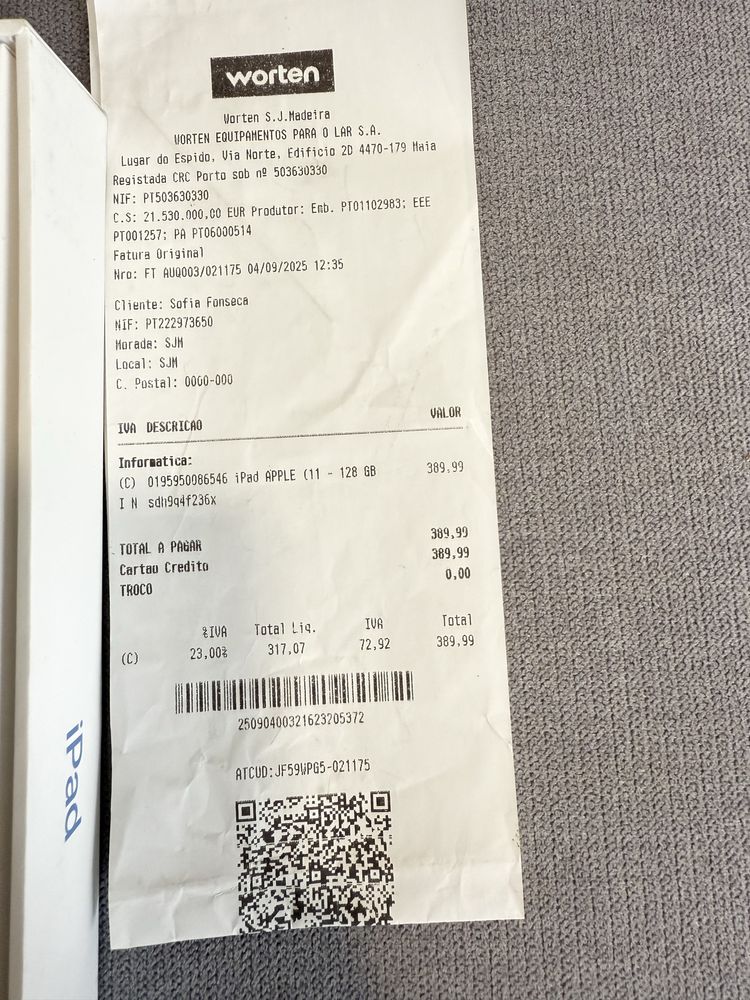 worten
Worten S.J.Madeira
WORTEN EQUIPAMENTOS PARA O LAR S.A.
Lugar do Espido, Via Norte, Edificio 2D 4470-179 Maia
Registada CRC Porto sob nº 503630330
NIF: PT503630330
C.S: 21.530.000,00 EUR Produtor: Emb. PT01102983; EEE
PT001257; PA PT06000514
Fatura Original
Nro: FT AUQ003/021175 04/09/2025 12:35
Cliente: Sofia Fonseca
NIF: PT222973650
Morada: SJM
Local: SJM
C. Postal: 0000-000
IVA DESCRICAO VALOR
Informatica:
(C) 0195950086546 iPad APPLE (11 - 128 GB 389,99
I N sdh9q4f236x
TOTAL A PAGAR 389,99
Cartao Credito 389,99
TROCO 0,00
%IVA Total Liq. IVA Total
(C) 23,00% 317,07 72,92 389,99
25090400321623205372
ATCUD:JF59WPG5-021175
iPad